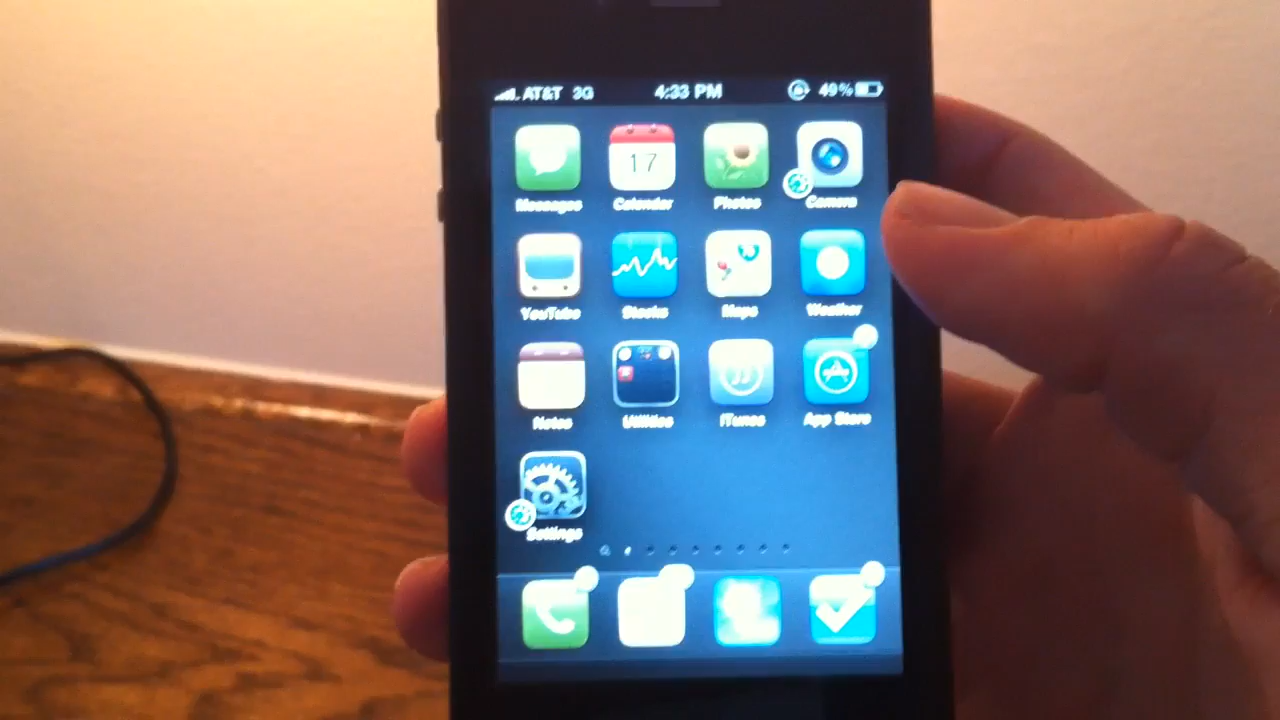 AT&T 3G 4:33 PM 49%
17
Messages Calendar Photos Camera
YouTube Stocks Maps Weather
Notes Utilities iTunes App Store
Settings